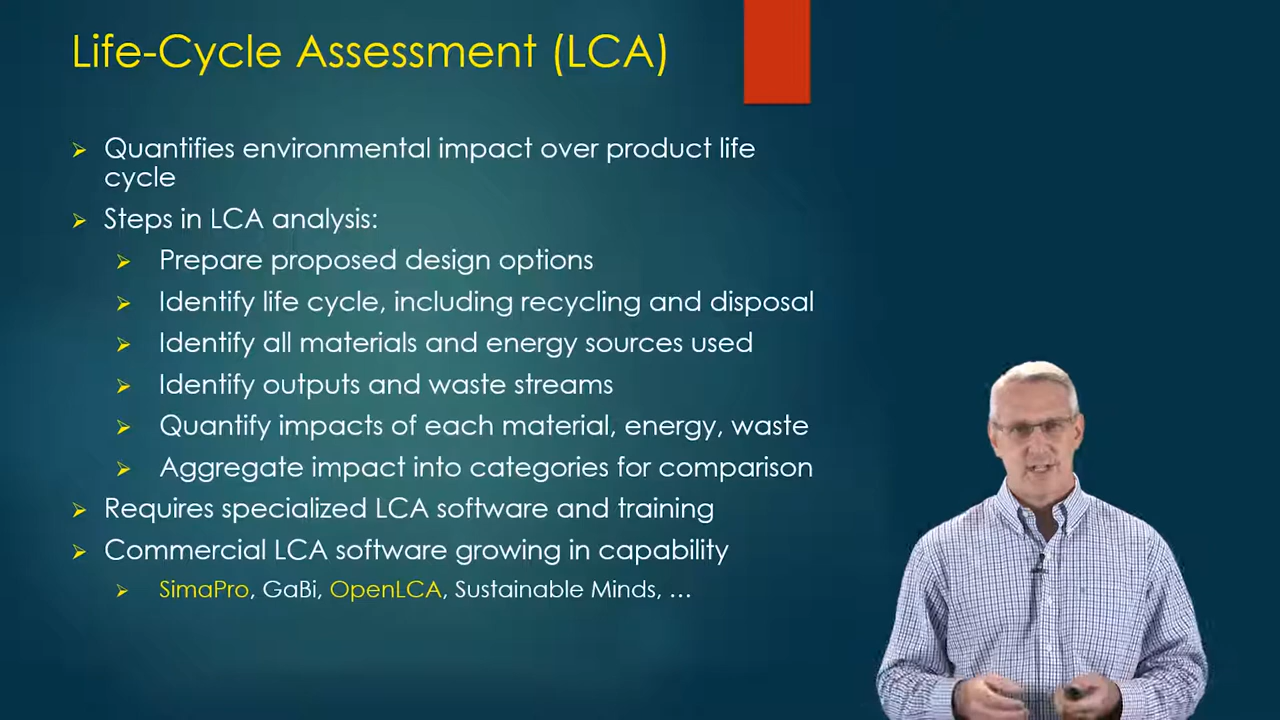 Life-Cycle Assessment (LCA)
Quantifies environmental impact over product life
cycle
Steps in LCA analysis:
Prepare proposed design options
Identify life cycle, including recycling and disposal
Identify all materials and energy sources used
Identify outputs and waste streams
Quantify impacts of each material, energy, waste
Aggregate impact into categories for comparison
Requires specialized LCA software and training
Commercial LCA software growing in capability
SimaPro, GaBi, OpenLCA, Sustainable Minds, …